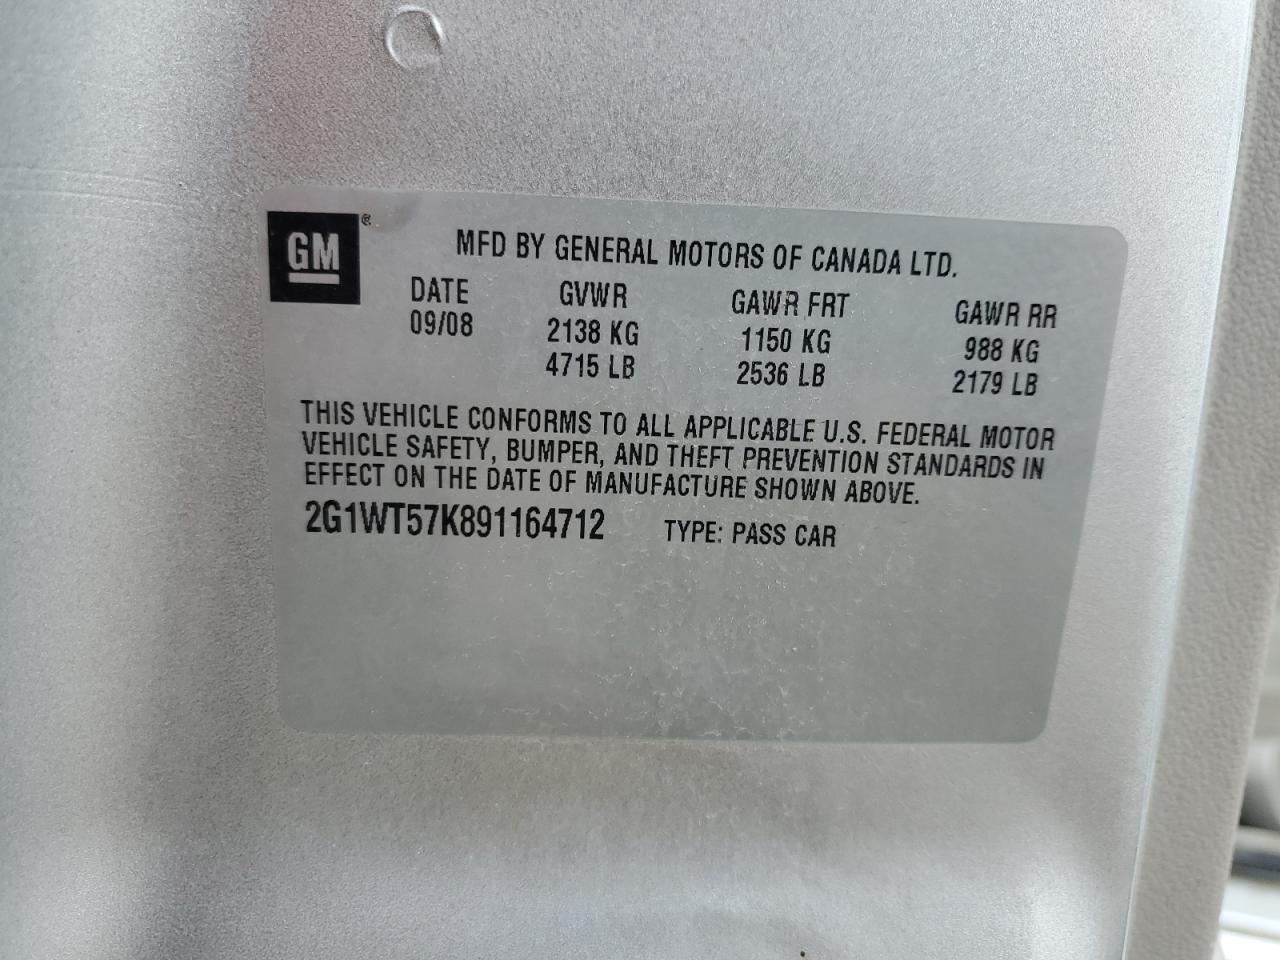 GM ®
MFD BY GENERAL MOTORS OF CANADA LTD.
DATE GVWR GAWR FRT GAWR RR
09/08 2138 KG 1150 KG 988 KG
4715 LB 2536 LB 2179 LB
THIS VEHICLE CONFORMS TO ALL APPLICABLE U.S. FEDERAL MOTOR
VEHICLE SAFETY, BUMPER, AND THEFT PREVENTION STANDARDS IN
EFFECT ON THE DATE OF MANUFACTURE SHOWN ABOVE.
2G1WT57K891164712 TYPE: PASS CAR